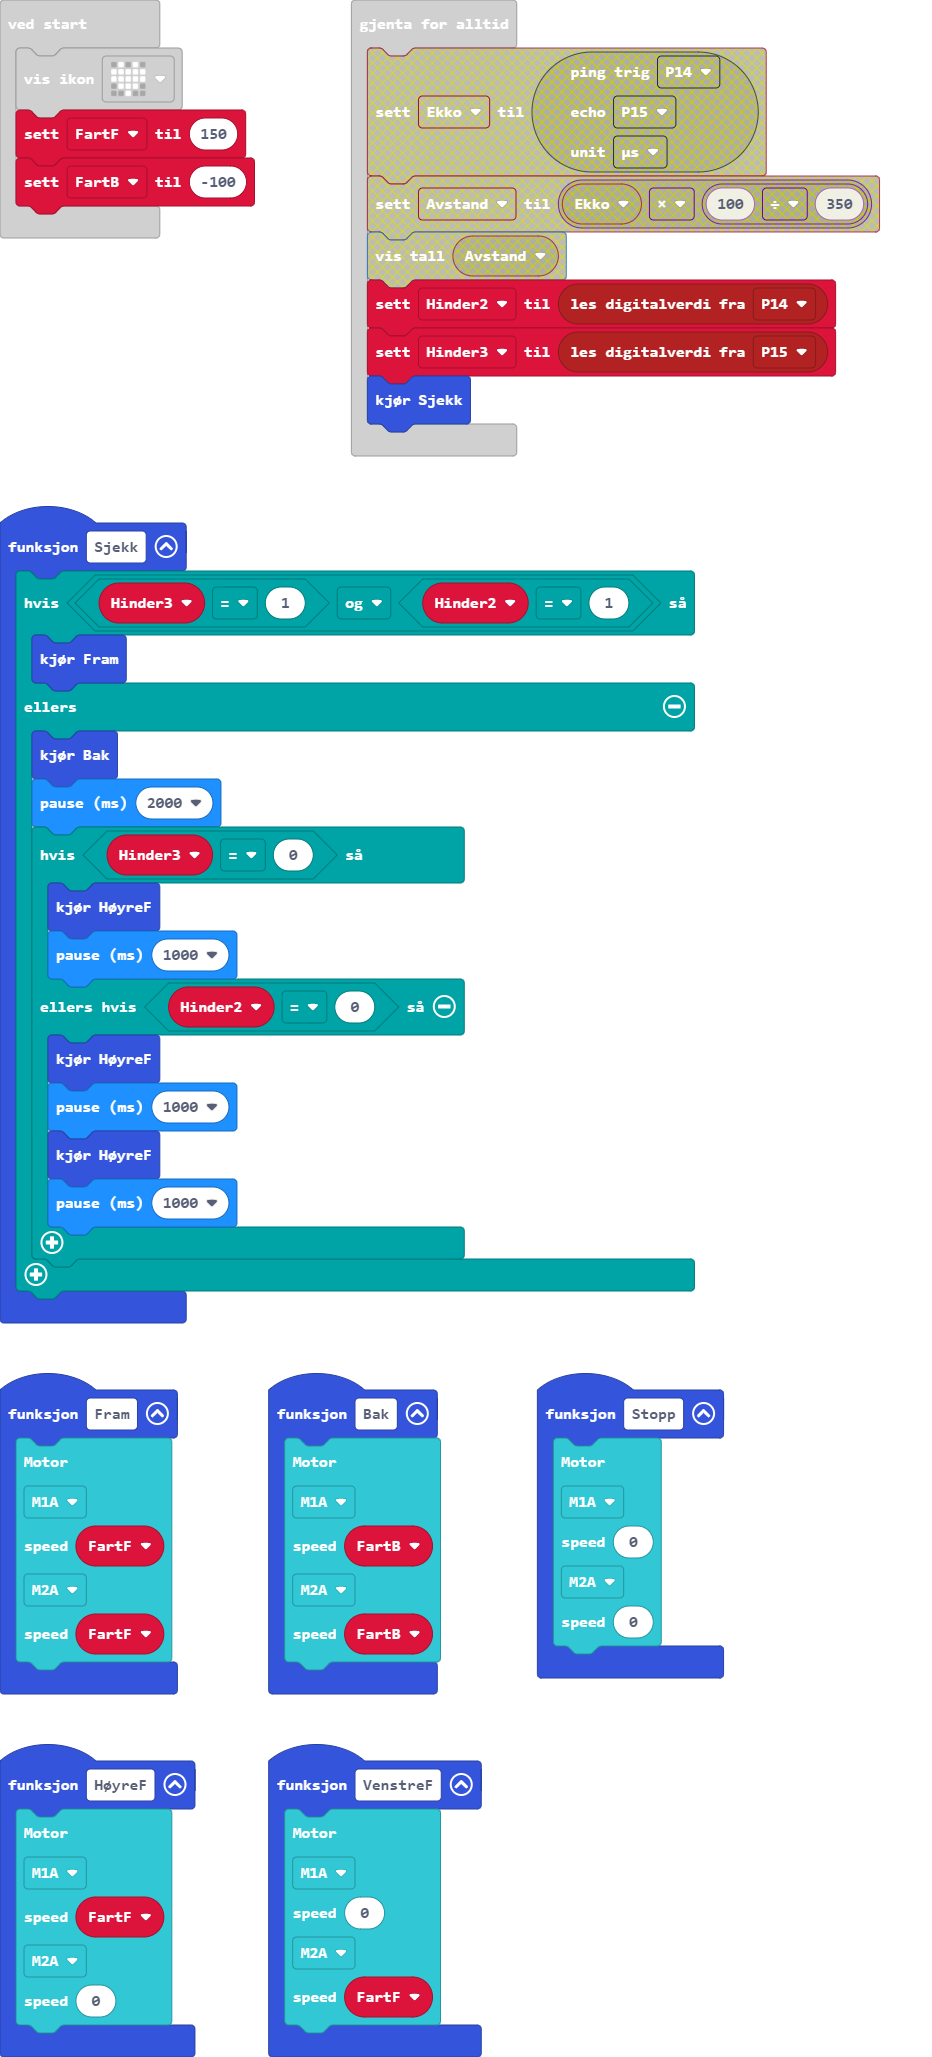 ved start
vis ikon
sett FartF til 150
sett FartB til -100
gjenta for alltid
ping trig P14
sett Ekko til echo P15
unit µs
sett Avstand til Ekko × 100 ÷ 350
vis tall Avstand
sett Hinder2 til les digitalverdi fra P14
sett Hinder3 til les digitalverdi fra P15
kjør Sjekk
funksjon Sjekk
hvis Hinder3 = 1 og Hinder2 = 1 så
kjør Fram
ellers
kjør Bak
pause (ms) 2000
hvis Hinder3 = 0 så
kjør HøyreF
pause (ms) 1000
ellers hvis Hinder2 = 0 så
kjør HøyreF
pause (ms) 1000
kjør HøyreF
pause (ms) 1000
funksjon Fram
Motor
M1A
speed FartF
M2A
speed FartF
funksjon Bak
Motor
M1A
speed FartB
M2A
speed FartB
funksjon Stopp
Motor
M1A
speed 0
M2A
speed 0
funksjon HøyreF
Motor
M1A
speed FartF
M2A
speed 0
funksjon VenstreF
Motor
M1A
speed 0
M2A
speed FartF